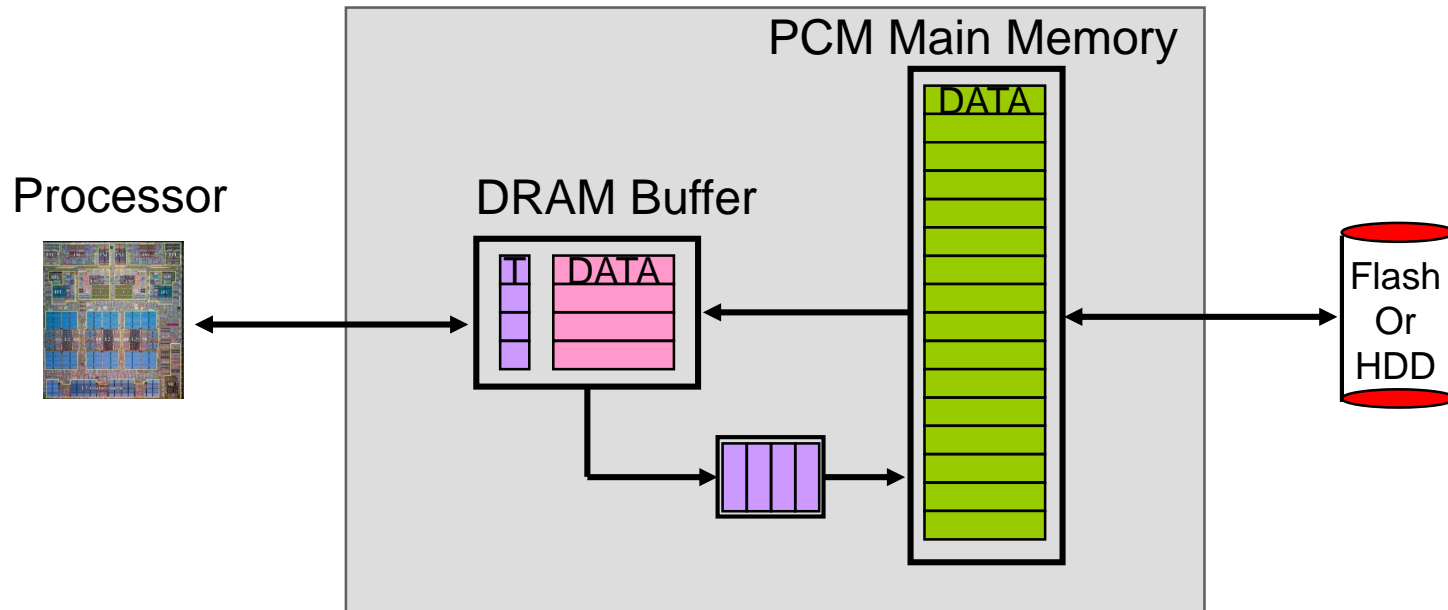 PCM Main Memory
DATA
Processor
DRAM Buffer
T
DATA
Flash
Or
HDD